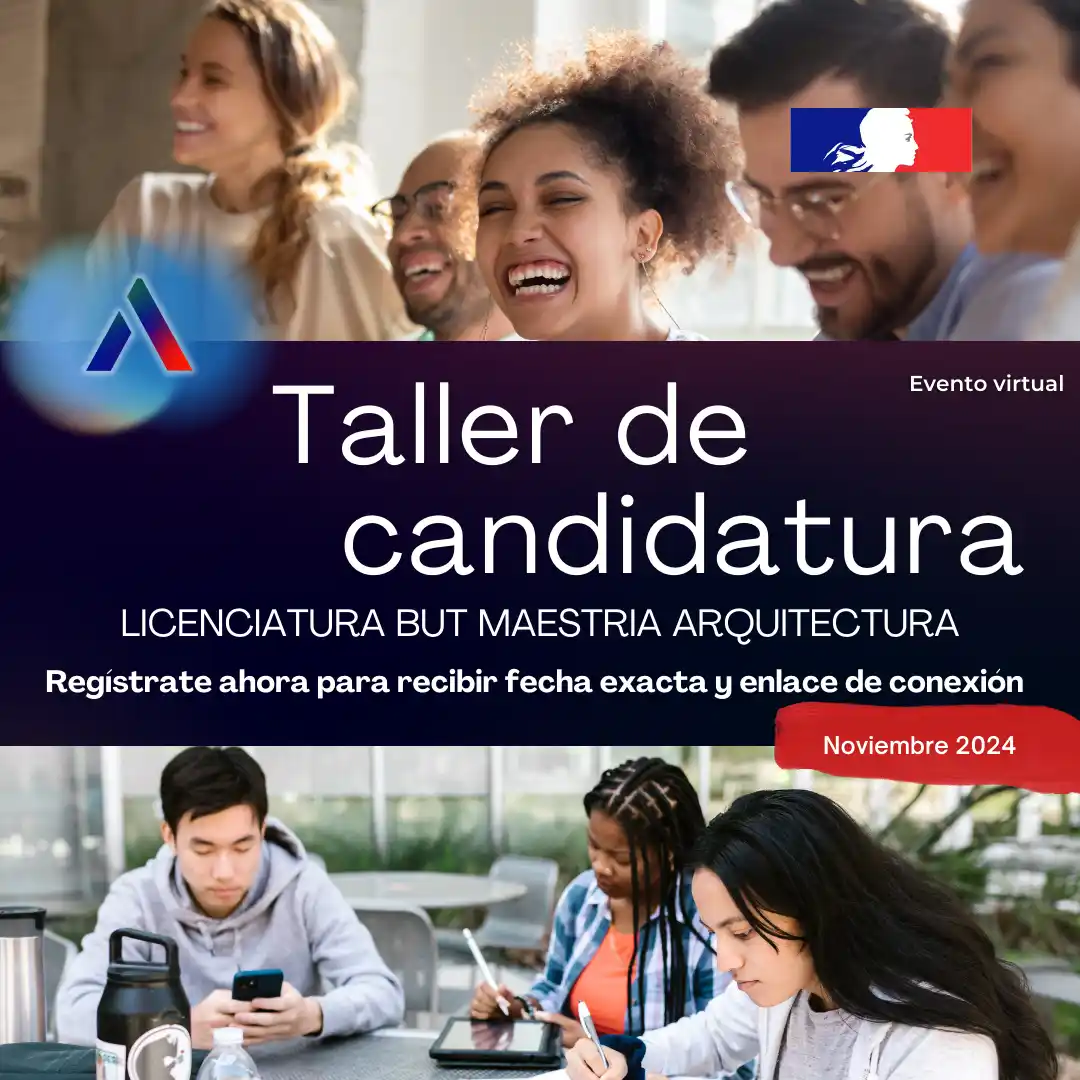 Evento virtual
Taller de
candidatura
LICENCIATURA BUT MAESTRIA ARQUITECTURA
Regístrate ahora para recibir fecha exacta y enlace de conexión
Noviembre 2024